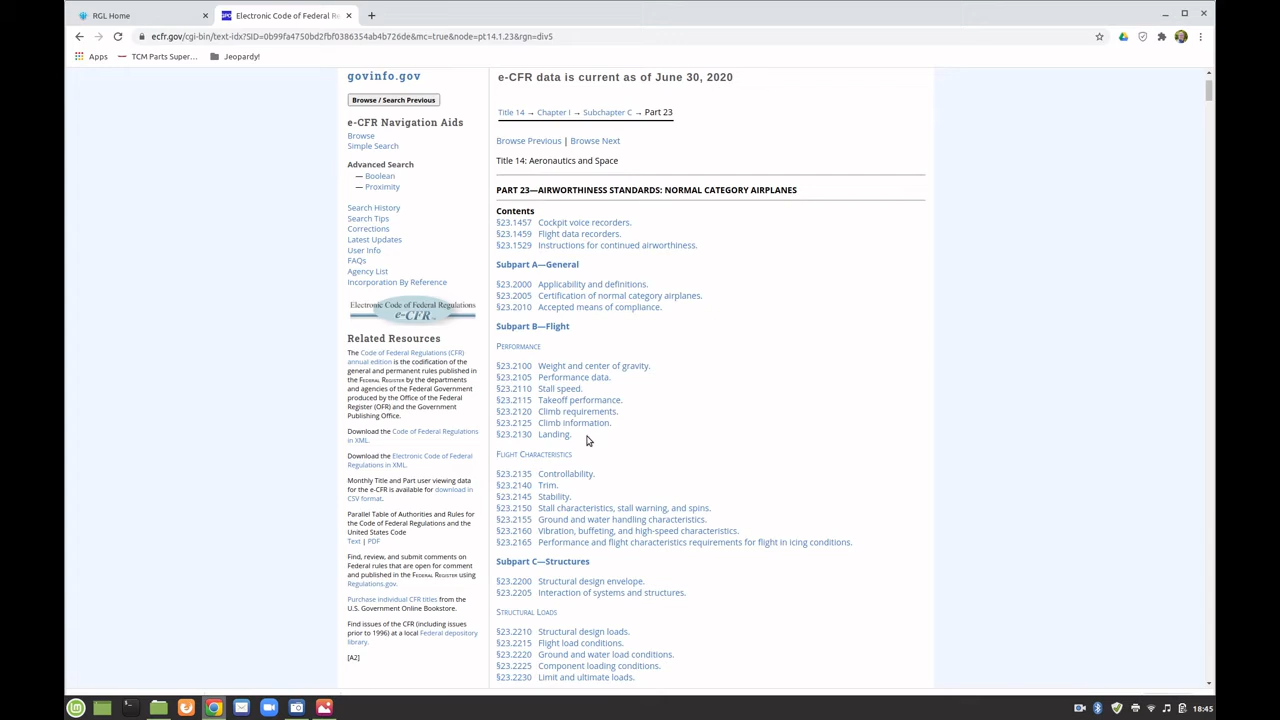 RGL Home
Electronic Code of Federal Re
ecfr.gov/cgi-bin/text-idx?SID=0b99fa4750bd2fbf0386354ab4b726de&mc=true&node=pt14.1.23&rgn=div5
Apps
TCM Parts Super...
Jeopardy!
govinfo.gov
Browse / Search Previous
e-CFR Navigation Aids
Browse
Simple Search
Advanced Search
— Boolean
— Proximity
Search History
Search Tips
Corrections
Latest Updates
User Info
FAQs
Agency List
Incorporation By Reference
Electronic Code of Federal Regulations
e-CFR
Related Resources
The Code of Federal Regulations (CFR)
annual edition is the codification of the
general and permanent rules published in
the Federal Register by the departments
and agencies of the Federal Government
produced by the Office of the Federal
Register (OFR) and the Government
Publishing Office.
Download the Code of Federal Regulations
in XML.
Download the Electronic Code of Federal
Regulations in XML.
Monthly Title and Part user viewing data
for the e-CFR is available for download in
CSV format.
Parallel Table of Authorities and Rules for
the Code of Federal Regulations and the
United States Code
Text | PDF
Find, review, and submit comments on
Federal rules that are open for comment
and published in the Federal Register using
Regulations.gov.
Purchase individual CFR titles from the
U.S. Government Online Bookstore.
Find issues of the CFR (including issues
prior to 1996) at a local Federal depository
library.
[A2]
e-CFR data is current as of June 30, 2020
Title 14 → Chapter I → Subchapter C → Part 23
Browse Previous | Browse Next
Title 14: Aeronautics and Space
PART 23—AIRWORTHINESS STANDARDS: NORMAL CATEGORY AIRPLANES
Contents
§23.1457 Cockpit voice recorders.
§23.1459 Flight data recorders.
§23.1529 Instructions for continued airworthiness.
Subpart A—General
§23.2000 Applicability and definitions.
§23.2005 Certification of normal category airplanes.
§23.2010 Accepted means of compliance.
Subpart B—Flight
Performance
§23.2100 Weight and center of gravity.
§23.2105 Performance data.
§23.2110 Stall speed.
§23.2115 Takeoff performance.
§23.2120 Climb requirements.
§23.2125 Climb information.
§23.2130 Landing.
Flight Characteristics
§23.2135 Controllability.
§23.2140 Trim.
§23.2145 Stability.
§23.2150 Stall characteristics, stall warning, and spins.
§23.2155 Ground and water handling characteristics.
§23.2160 Vibration, buffeting, and high-speed characteristics.
§23.2165 Performance and flight characteristics requirements for flight in icing conditions.
Subpart C—Structures
§23.2200 Structural design envelope.
§23.2205 Interaction of systems and structures.
Structural Loads
§23.2210 Structural design loads.
§23.2215 Flight load conditions.
§23.2220 Ground and water load conditions.
§23.2225 Component loading conditions.
§23.2230 Limit and ultimate loads.
18:45